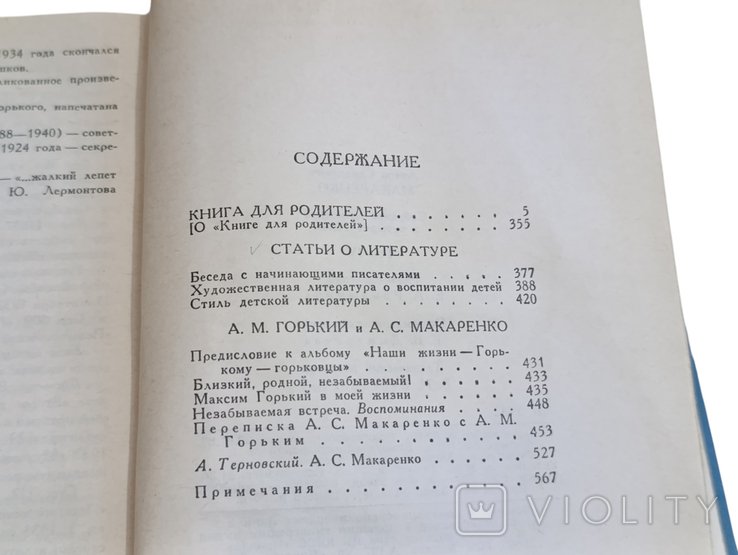 1934 года скончался
ликованное произве-
орького, напечатана
88—1940) — совет-
1924 года — секре-
— «...жалкий лепет
Ю. Лермонтова
СОДЕРЖАНИЕ
КНИГА ДЛЯ РОДИТЕЛЕЙ . . . . . . . 5
[О «Книге для родителей»] . . . . . . . 355
СТАТЬИ О ЛИТЕРАТУРЕ
Беседа с начинающими писателями . . . . . 377
Художественная литература о воспитании детей 388
Стиль детской литературы . . . . . . . . 420
А. М. ГОРЬКИЙ и А. С. МАКАРЕНКО
Предисловие к альбому «Наши жизни — Горь-
кому — горьковцы» . . . . . . . . . 431
Близкий, родной, незабываемый! . . . . . . 433
Максим Горький в моей жизни . . . . . . 435
Незабываемая встреча. Воспоминания . . . . 448
Переписка А. С. Макаренко с А. М.
Горьким . . . . . . . . . . . 453
А. Терновский. А. С. Макаренко . . . . . . 527
Примечания . . . . . . . . . . . 567
VIOLITY